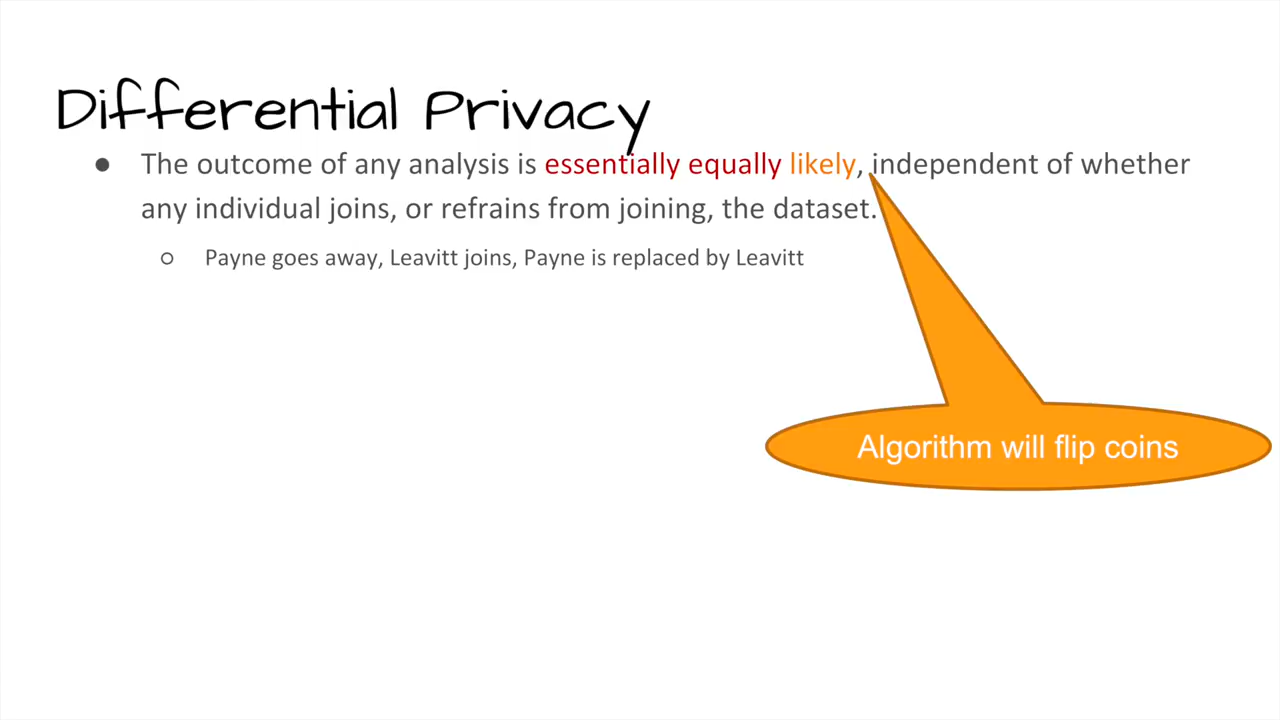 Differential Privacy
● The outcome of any analysis is essentially equally likely, independent of whether
any individual joins, or refrains from joining, the dataset.
○ Payne goes away, Leavitt joins, Payne is replaced by Leavitt
Algorithm will flip coins